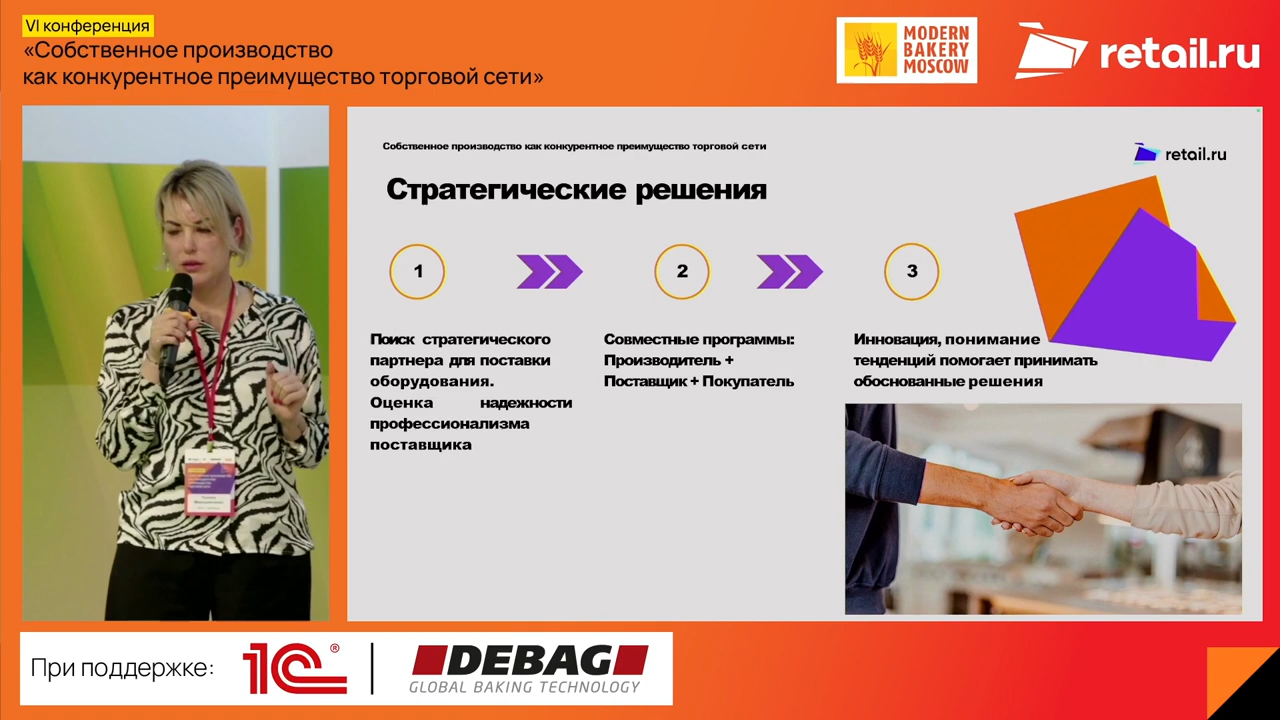 VI конференция
«Собственное производство
как конкурентное преимущество торговой сети»
MODERN
BAKERY
MOSCOW
retail.ru
Собственное производство как конкурентное преимущество торговой сети
retail.ru
Стратегические решения
1
2
3
Поиск стратегического
партнера для поставки
оборудования.
Оценка надежности
профессионализма
поставщика
Совместные программы:
Производитель +
Поставщик + Покупатель
Инновация, понимание
тенденций помогает принимать
обоснованные решения
При поддержке:
1С®
DEBAG
GLOBAL BAKING TECHNOLOGY